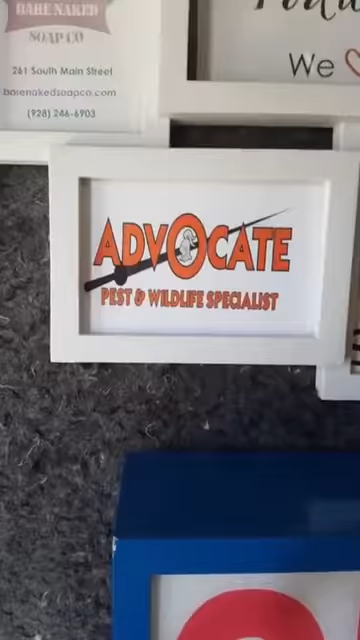 BARE NAKED
SOAP CO
261 South Main Street
barenakedsoapco.com
(928) 246-6903
We
ADVOCATE
PEST & WILDLIFE SPECIALIST